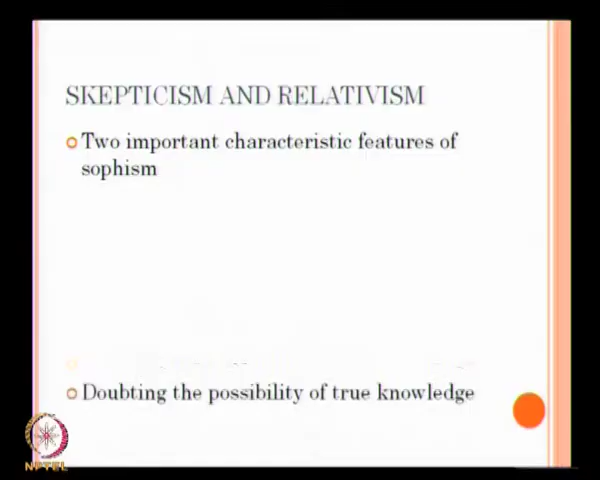 SKEPTICISM AND RELATIVISM
Two important characteristic features of
sophism
Doubting the possibility of true knowledge
NPTEL